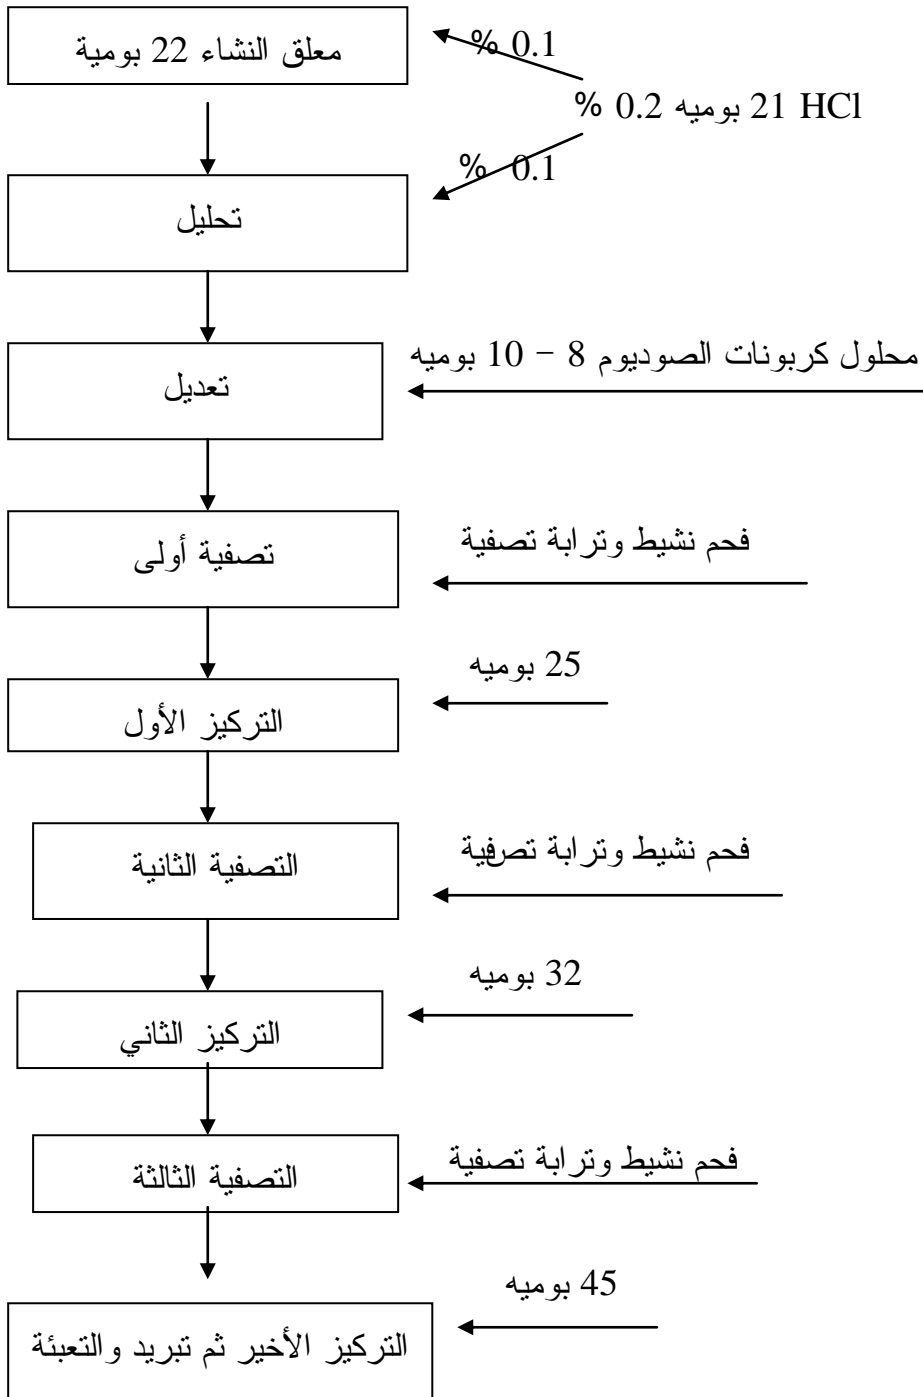 معلق النشاء 22 بومية
% 0.1
% 0.2 بوميه 21 HCl
% 0.1
تحليل
محلول كربونات الصوديوم 8 – 10 بوميه
تعديل
فحم نشيط وترابة تصفية
تصفية أولى
25 بوميه
التركيز الأول
فحم نشيط وترابة تصفية
التصفية الثانية
32 بوميه
التركيز الثاني
فحم نشيط وترابة تصفية
التصفية الثالثة
45 بوميه
التركيز الأخير ثم تبريد والتعبئة